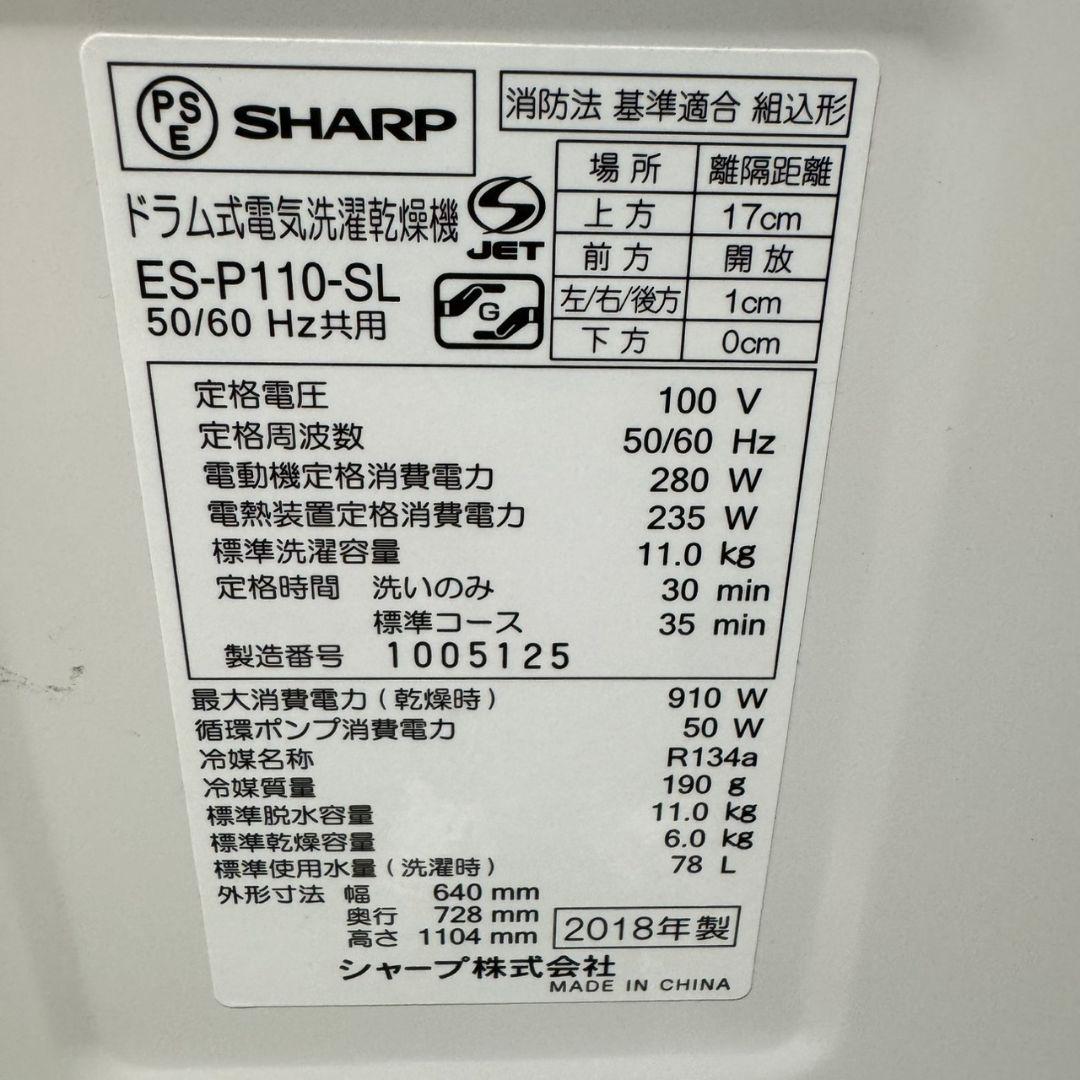 PSE SHARP
消防法 基準適合 組込形
ドラム式電気洗濯乾燥機
S JET
ES-P110-SL
50/60 Hz共用
G
場所 離隔距離
上方 17cm
前方 開放
左/右/後方 1cm
下方 0cm
定格電圧 100 V
定格周波数 50/60 Hz
電動機定格消費電力 280 W
電熱装置定格消費電力 235 W
標準洗濯容量 11.0 kg
定格時間 洗いのみ 30 min
標準コース 35 min
製造番号 1005125
最大消費電力(乾燥時) 910 W
循環ポンプ消費電力 50 W
冷媒名称 R134a
冷媒質量 190 g
標準脱水容量 11.0 kg
標準乾燥容量 6.0 kg
標準使用水量(洗濯時) 78 L
外形寸法 幅 640 mm
奥行 728 mm
高さ 1104 mm
2018年製
シャープ株式会社
MADE IN CHINA